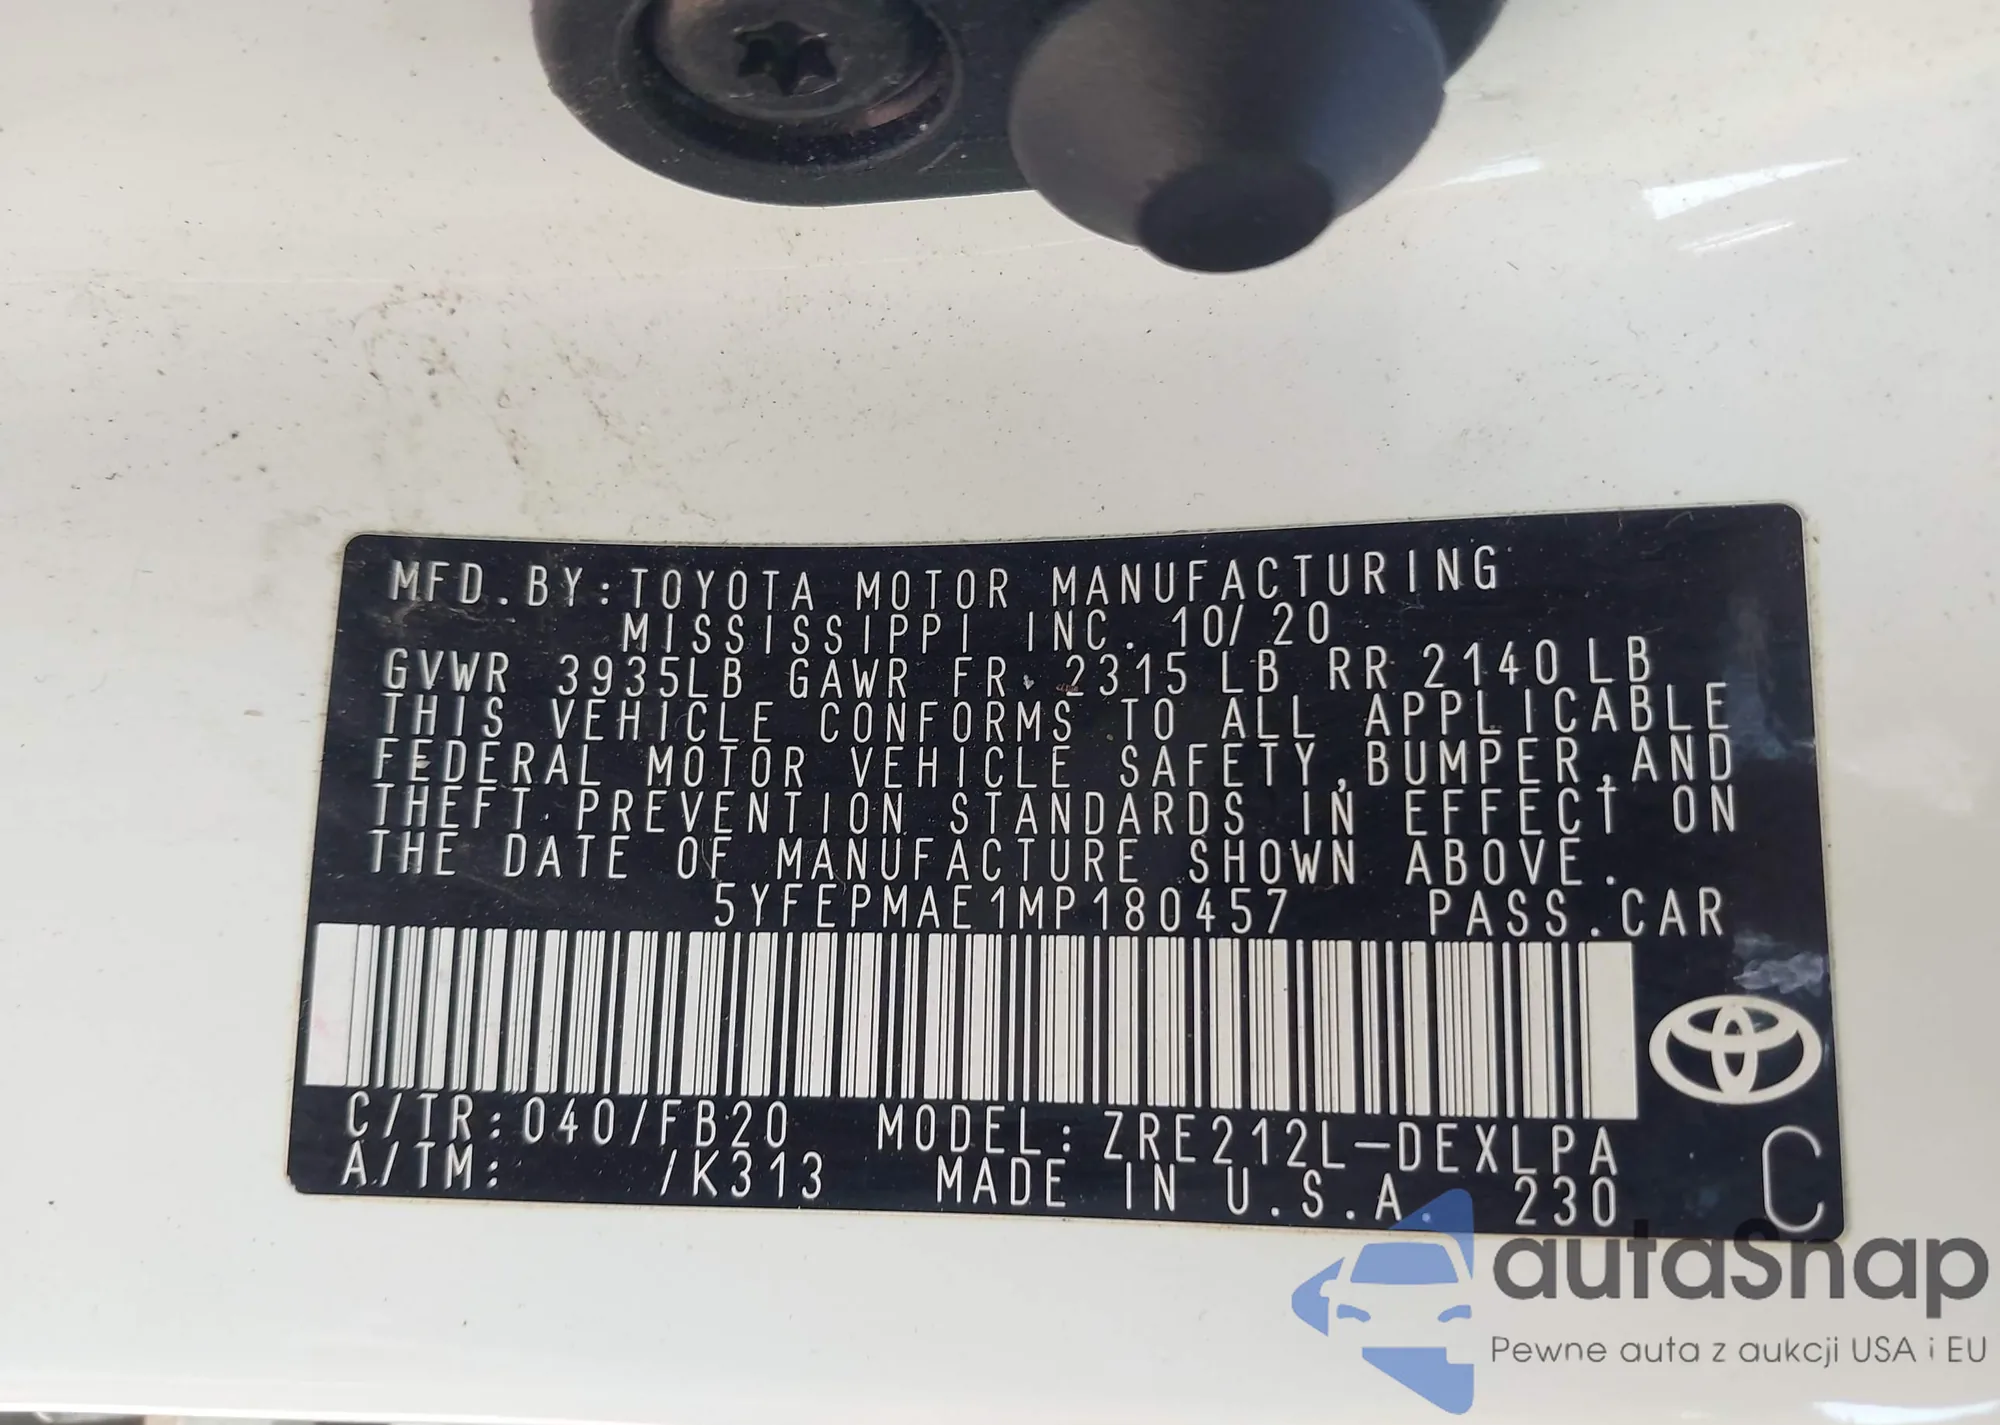 MFD. BY: TOYOTA MOTOR MANUFACTURING
MISSISSIPPI INC. 10/20
GVWR 3935LB GAWR FR. 2315 LB RR 2140 LB
THIS VEHICLE CONFORMS TO ALL APPLICABLE
FEDERAL MOTOR VEHICLE SAFETY, BUMPER, AND
THEFT PREVENTION STANDARDS IN EFFECT ON
THE DATE OF MANUFACTURE SHOWN ABOVE.
5YFEPMAE1MP180457 PASS. CAR
C/TR: 040/FB20 MODEL: ZRE212L-DEXLPA
A/TM: /K313 MADE IN U.S.A. 230
C
autaSnap
Pewne auta z aukcji USA i EU